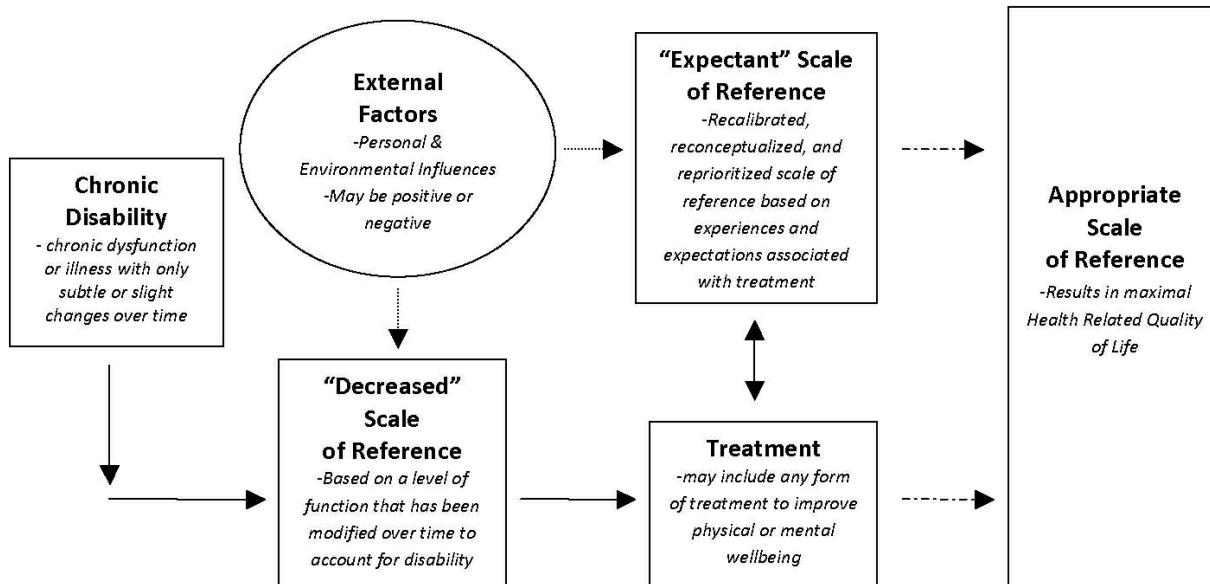 Chronic
Disability
- chronic dysfunction
or illness with only
subtle or slight
changes over time
External
Factors
-Personal &
Environmental Influences
-May be positive or
negative
“Decreased”
Scale
of Reference
-Based on a level of
function that has been
modified over time to
account for disability
“Expectant” Scale
of Reference
-Recalibrated,
reconceptualized, and
reprioritized scale of
reference based on
experiences and
expectations associated
with treatment
Treatment
-may include any form
of treatment to improve
physical or mental
wellbeing
Appropriate
Scale
of Reference
-Results in maximal
Health Related Quality
of Life